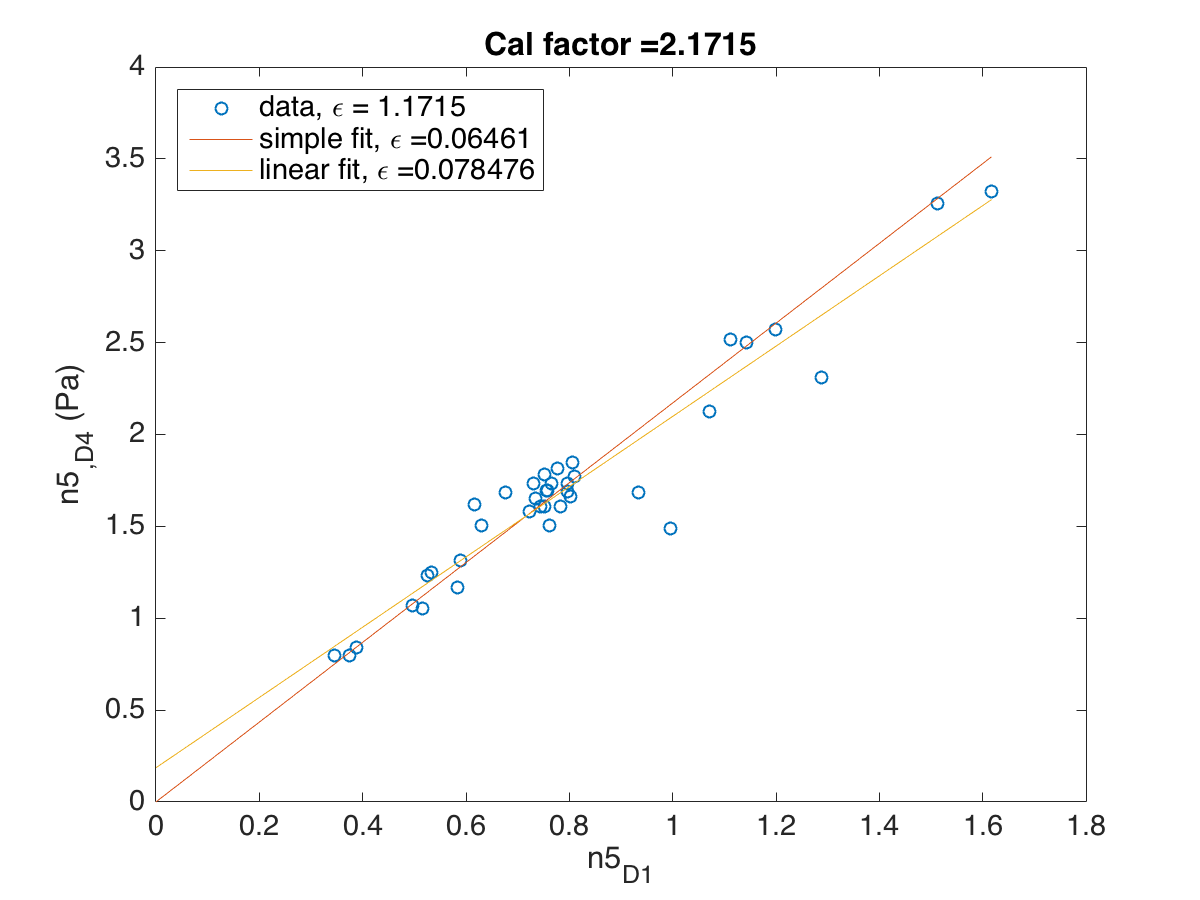 Cal factor =2.1715
data, ϵ = 1.1715
simple fit, ϵ =0.06461
linear fit, ϵ =0.078476
4
3.5
3
2.5
2
1.5
1
0.5
0
n5,D4 (Pa)
0 0.2 0.4 0.6 0.8 1 1.2 1.4 1.6 1.8
n5D1